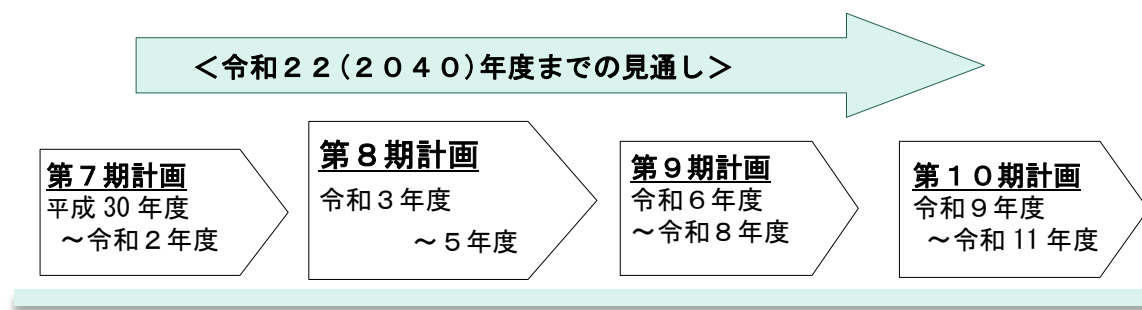 ＜令和２２(２０４０)年度までの見通し＞
第７期計画
平成 30 年度
～令和２年度
第８期計画
令和３年度
～５年度
第９期計画
令和６年度
～令和８年度
第１０期計画
令和９年度
～令和 11 年度